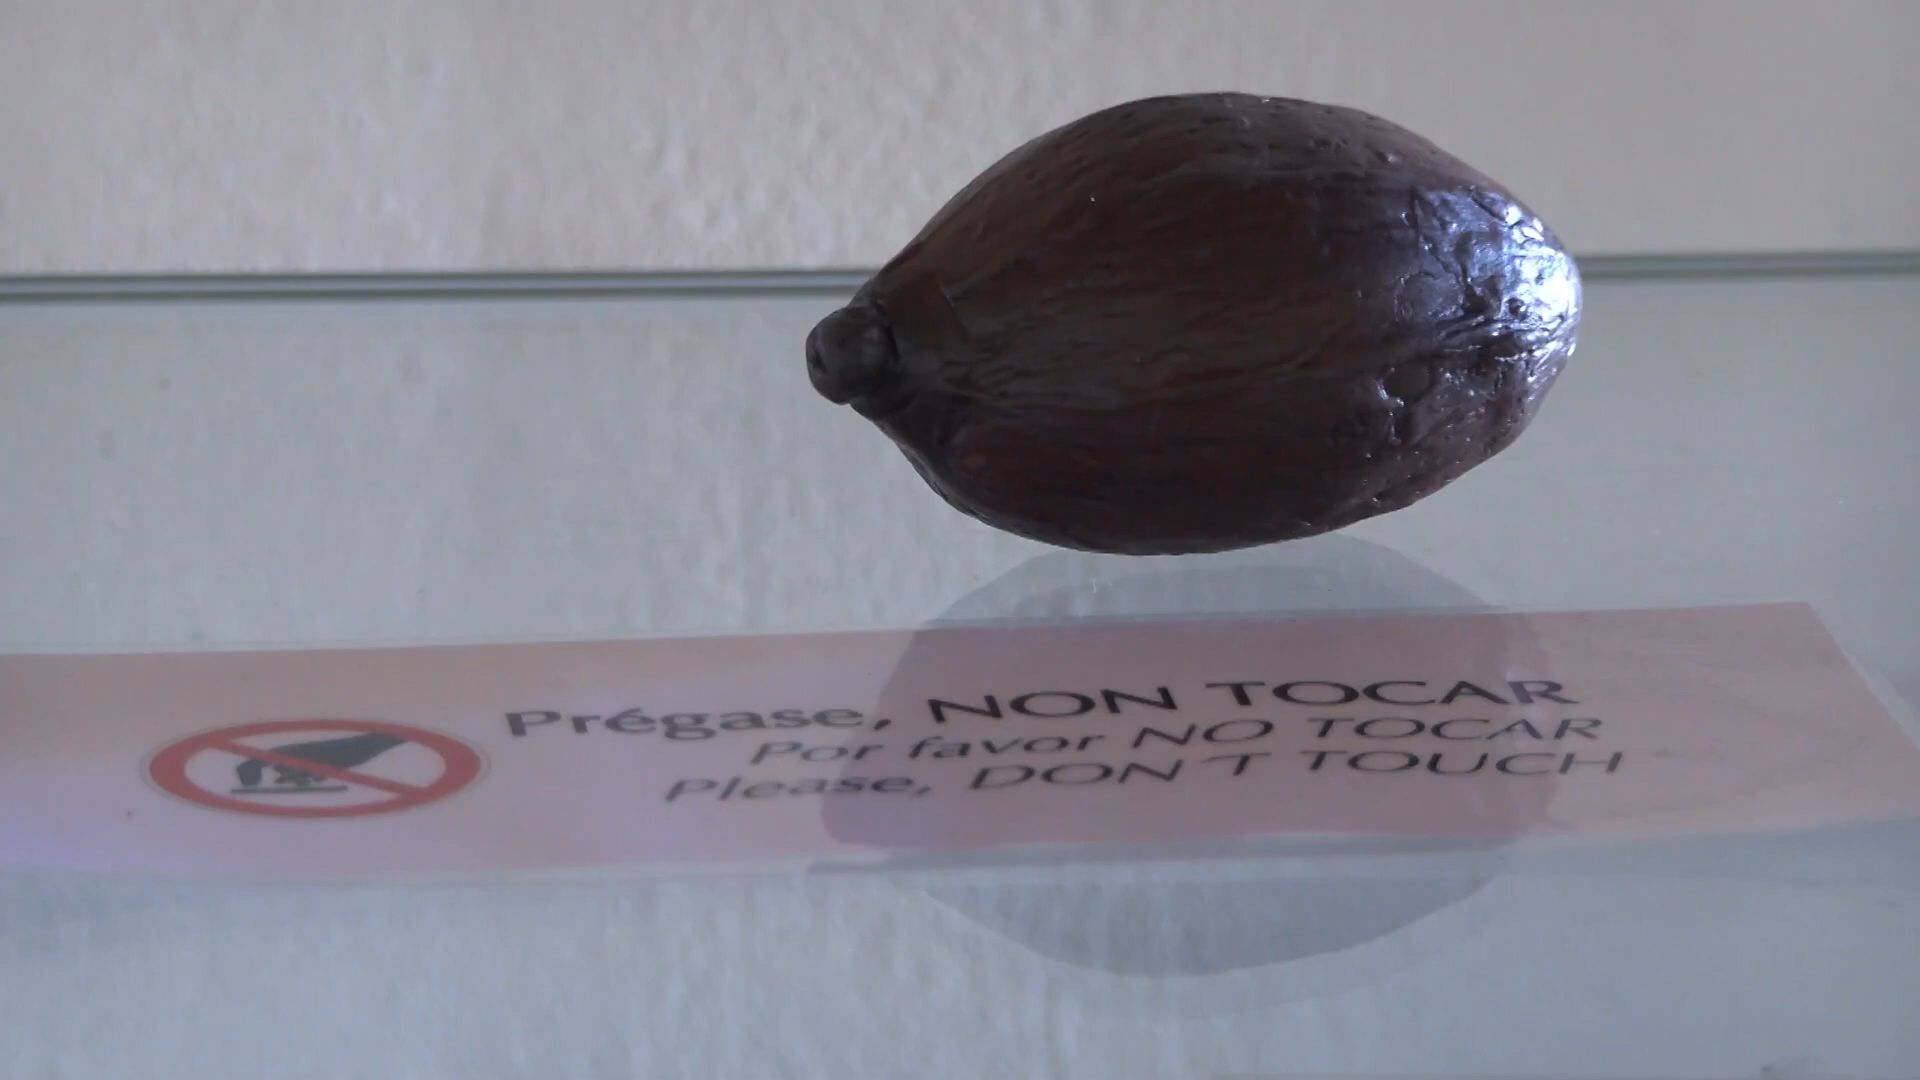 Prégase, NON TOCAR
Por favor NO TOCAR
Please, DON'T TOUCH